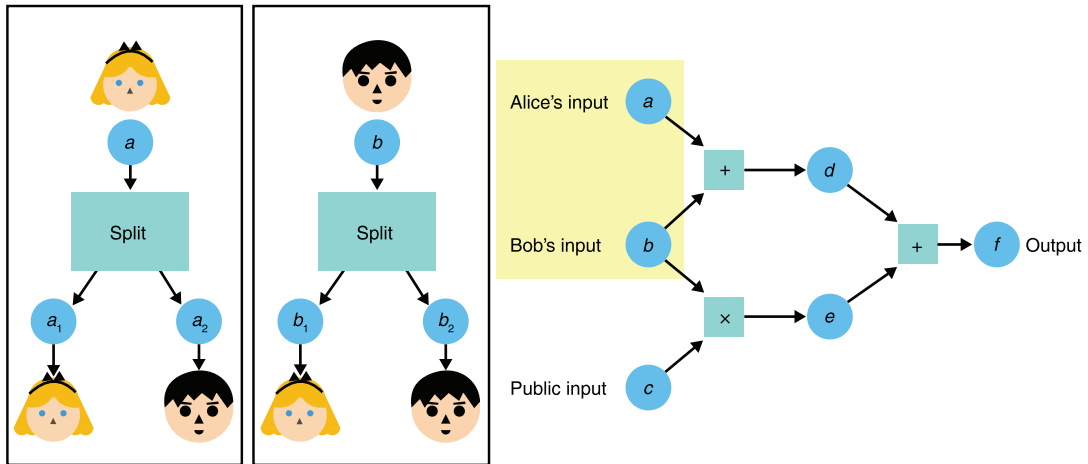 a
Split
a1
a2
b
Split
b1
b2
Alice's input
a
+
d
Bob's input
b
+
f
Output
×
e
Public input
c